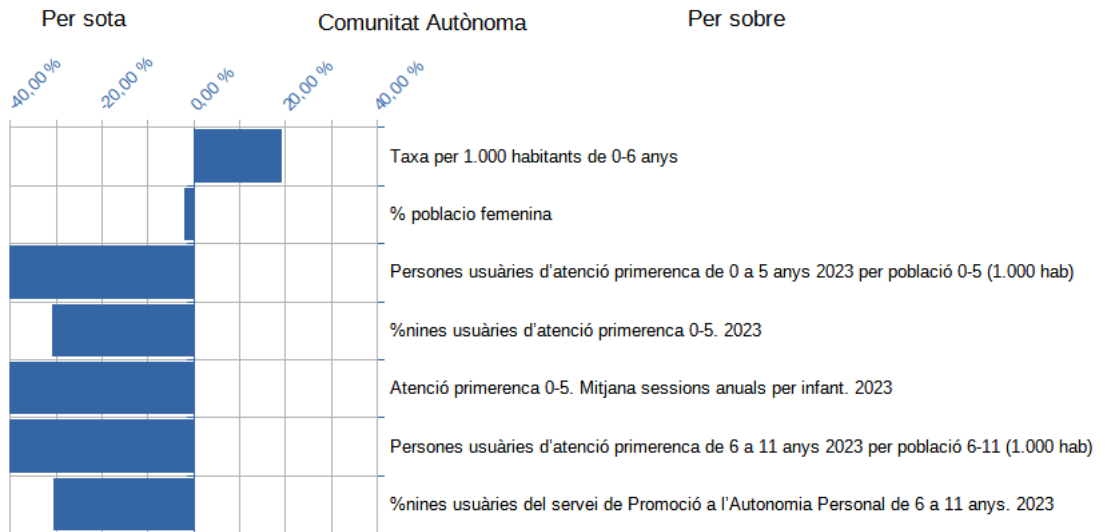 Per sota
Comunitat Autònoma
Per sobre
-40,00 %
-20,00 %
0,00 %
20,00 %
40,00 %
Taxa per 1.000 habitants de 0-6 anys
% poblacio femenina
Persones usuàries d'atenció primerenca de 0 a 5 anys 2023 per població 0-5 (1.000 hab)
%nines usuàries d'atenció primerenca 0-5. 2023
Atenció primerenca 0-5. Mitjana sessions anuals per infant. 2023
Persones usuàries d'atenció primerenca de 6 a 11 anys 2023 per població 6-11 (1.000 hab)
%nines usuàries del servei de Promoció a l'Autonomia Personal de 6 a 11 anys. 2023